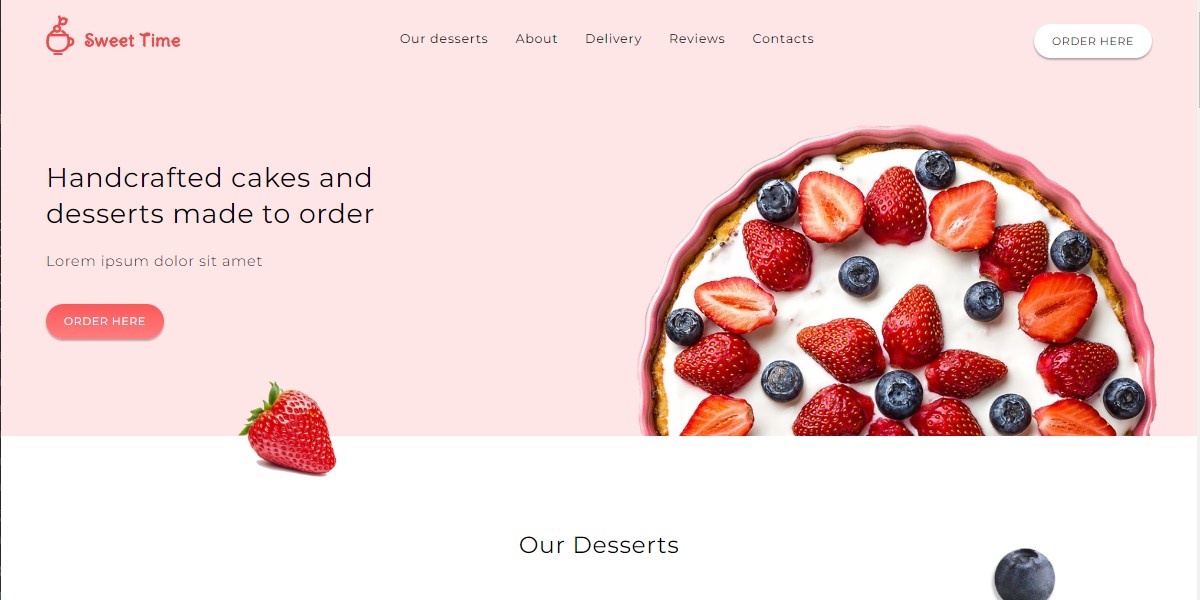 Sweet Time
Our desserts
About
Delivery
Reviews
Contacts
ORDER HERE
Handcrafted cakes and
desserts made to order
Lorem ipsum dolor sit amet
ORDER HERE
Our Desserts